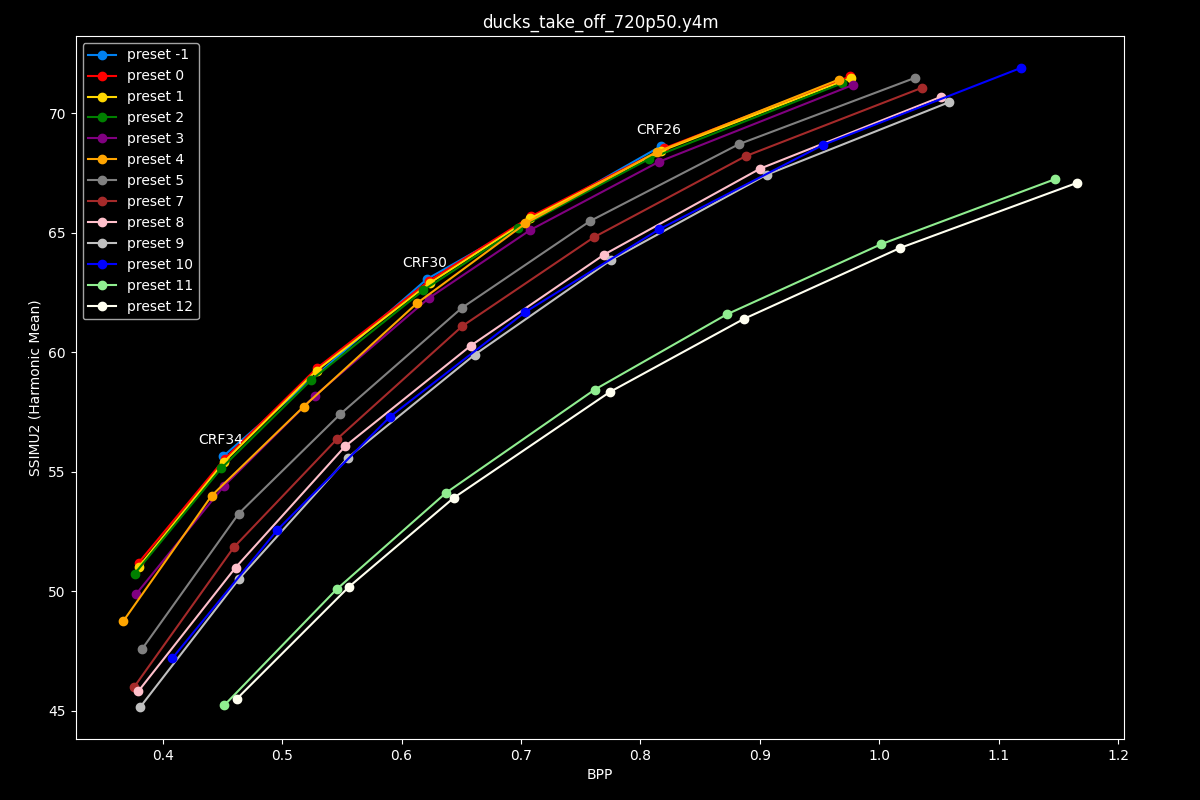 ducks_take_off_720p50.y4m
preset -1
preset 0
preset 1
preset 2
preset 3
preset 4
preset 5
preset 7
preset 8
preset 9
preset 10
preset 11
preset 12
CRF26
CRF30
CRF34
SSIMU2 (Harmonic Mean)
70
65
60
55
50
45
0.4 0.5 0.6 0.7 0.8 0.9 1.0 1.1 1.2
BPP